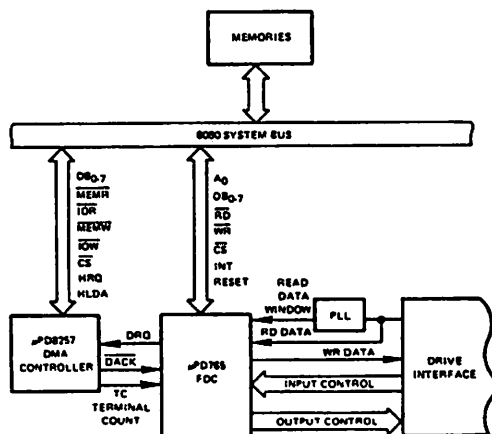 MEMORIES
8080 SYSTEM BUS
DB0-7
MEMR
IOR
MEMW
IOW
CS
HRQ
HLDA
A0
DB0-7
RD
WR
CS
INT
RESET
READ
DATA
WINDOW
PLL
RD DATA
WR DATA
INPUT CONTROL
OUTPUT CONTROL
DRIVE
INTERFACE
μPD8257
DMA
CONTROLLER
DRQ
DACK
TC
TERMINAL
COUNT
μPD765
FDC